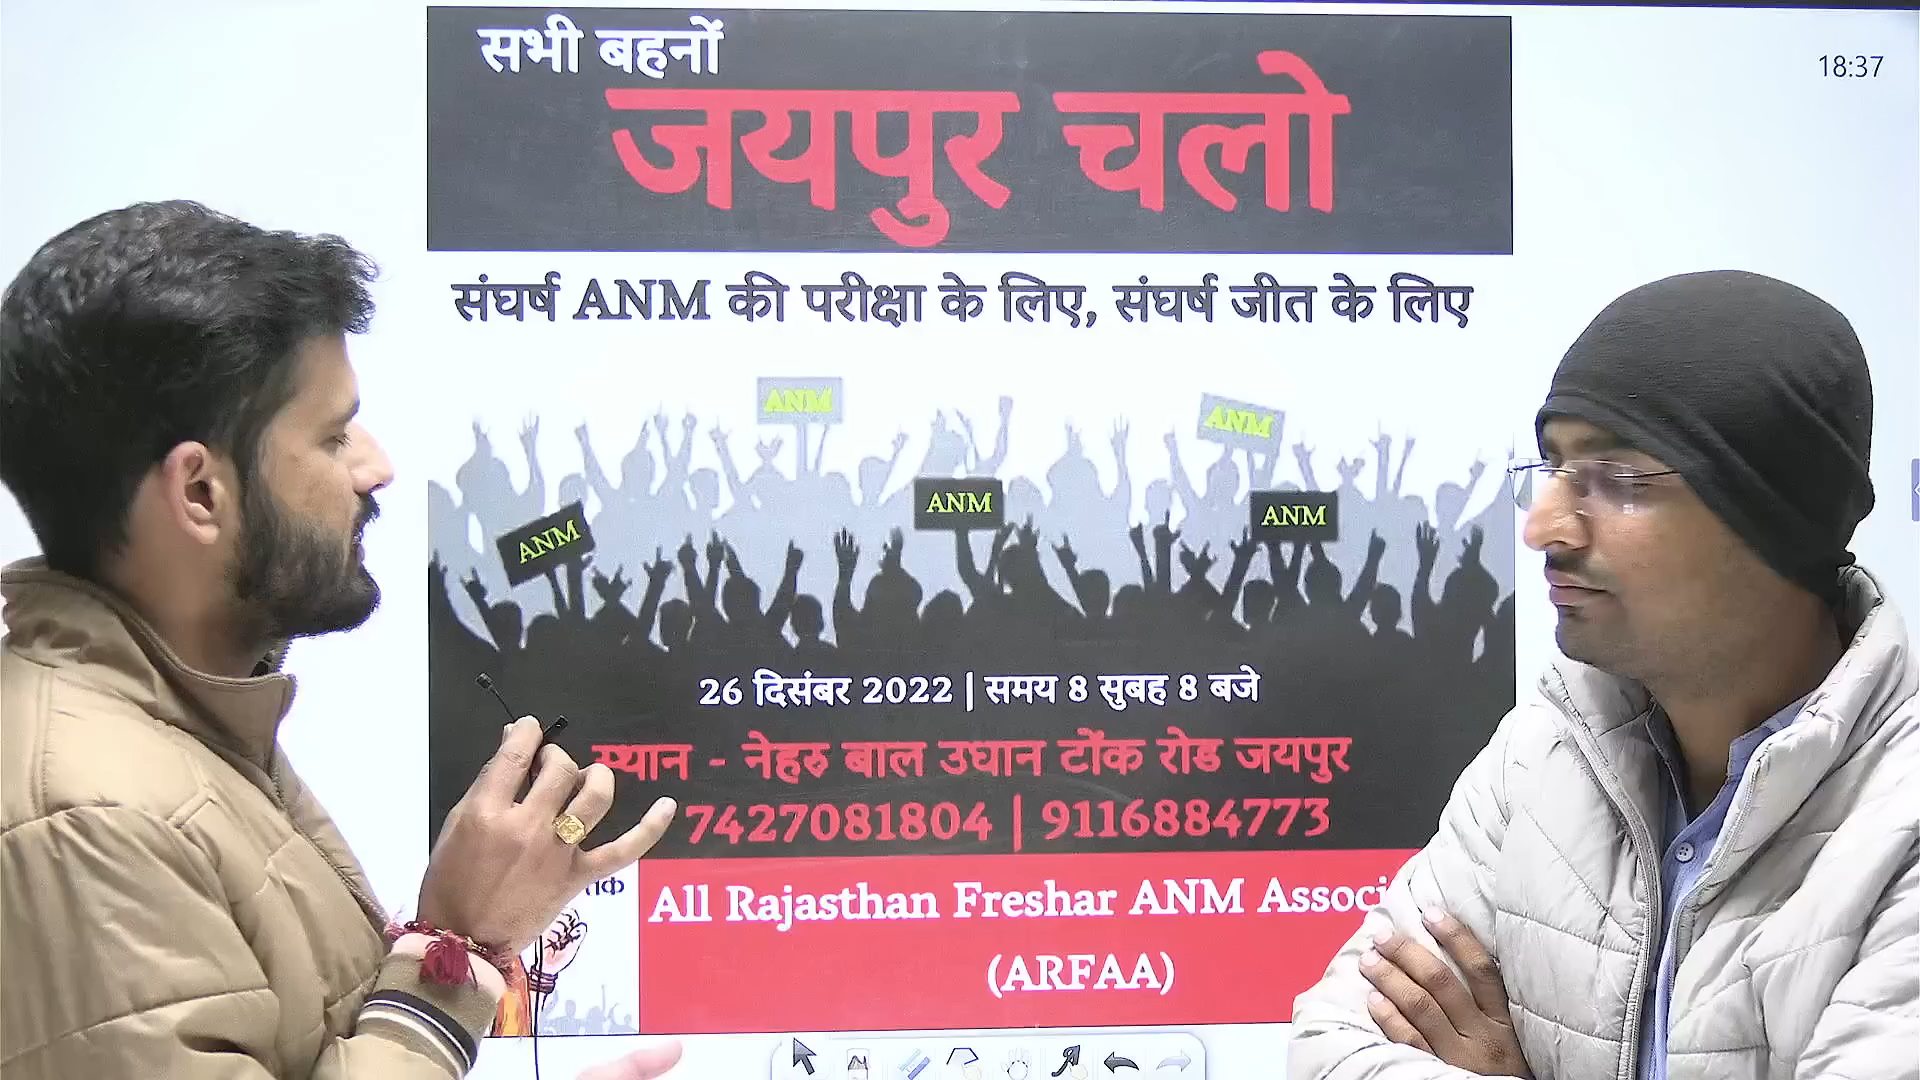 सभी बहनों
जयपुर चलो
18:37
संघर्ष ANM की परीक्षा के लिए, संघर्ष जीत के लिए
ANM
ANM
ANM
ANM
ANM
26 दिसंबर 2022 | समय 8 सुबह 8 बजे
स्थान - नेहरु बाल उघान टोंक रोड जयपुर
7427081804 | 9116884773
All Rajasthan Freshar ANM
(ARFAA)